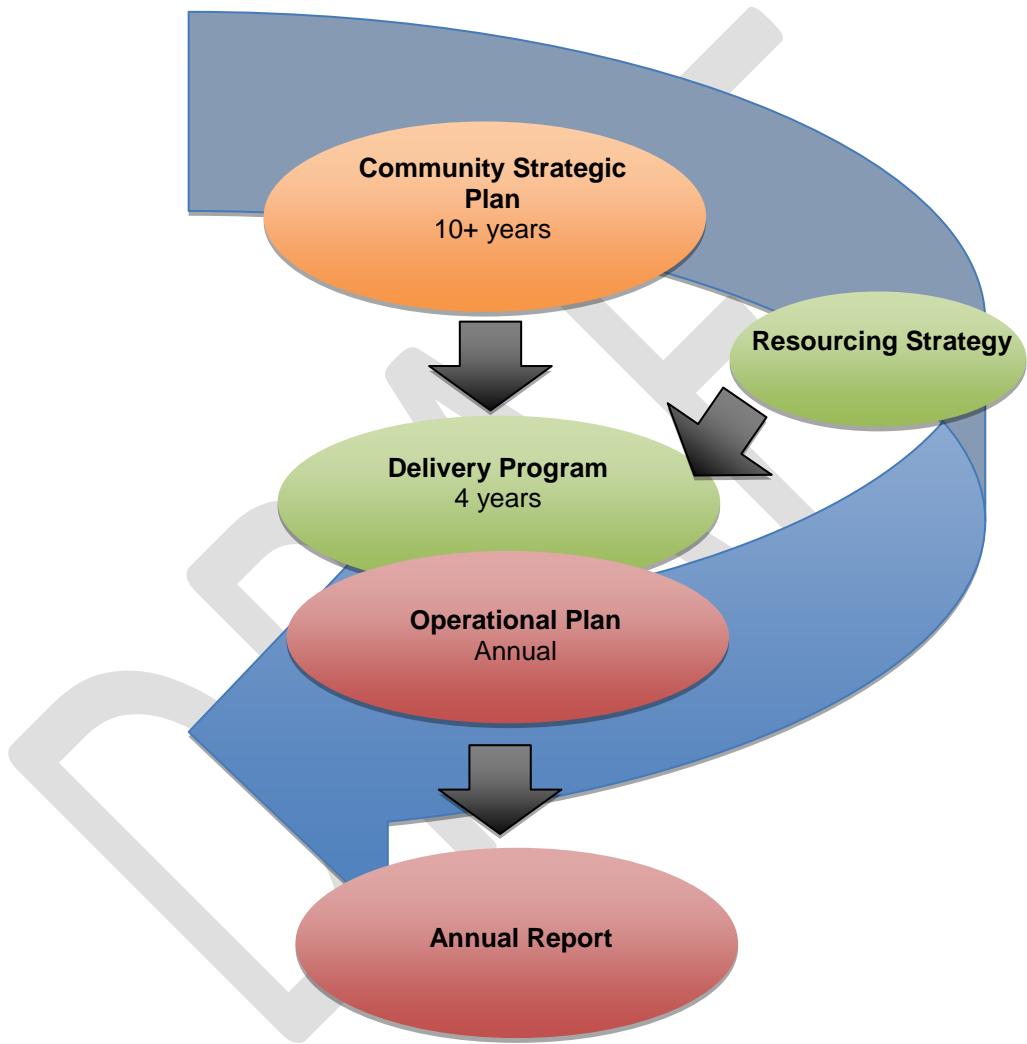 Community Strategic
Plan
10+ years
Resourcing Strategy
Delivery Program
4 years
Operational Plan
Annual
Annual Report
DRAFT